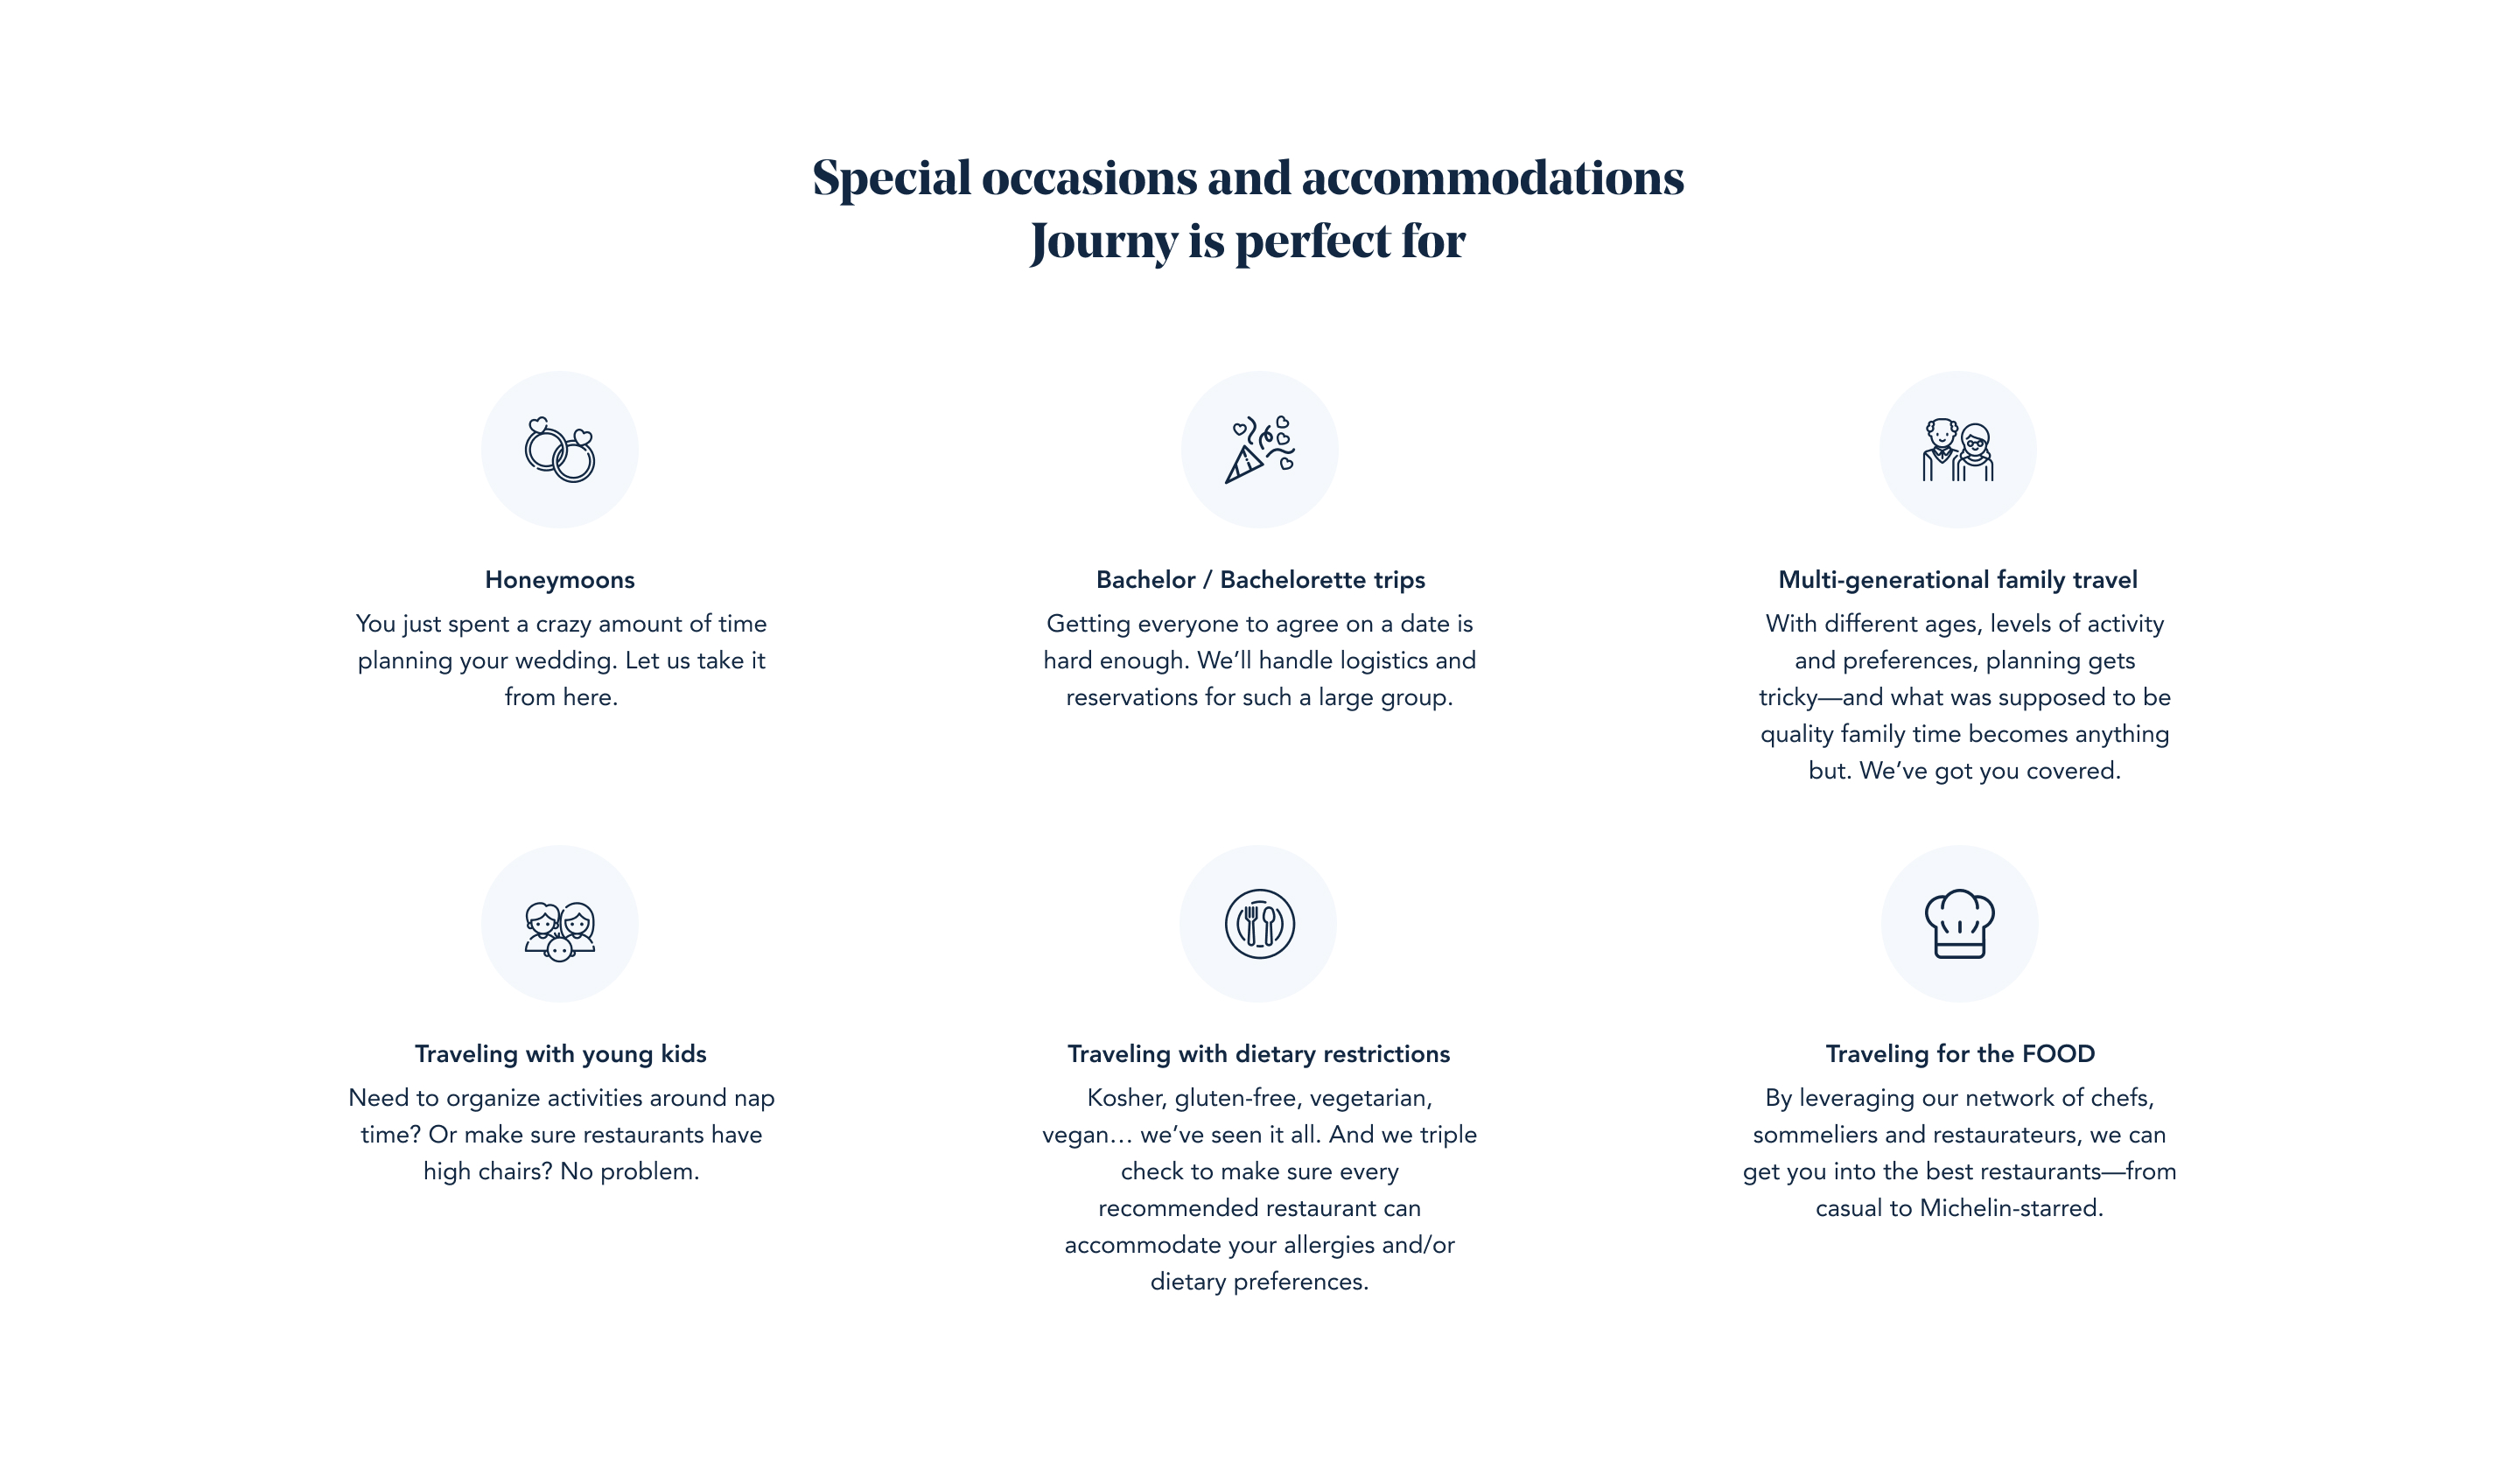 Special occasions and accommodations
Journy is perfect for
Honeymoons
You just spent a crazy amount of time
planning your wedding. Let us take it
from here.
Bachelor / Bachelorette trips
Getting everyone to agree on a date is
hard enough. We’ll handle logistics and
reservations for such a large group.
Multi-generational family travel
With different ages, levels of activity
and preferences, planning gets
tricky—and what was supposed to be
quality family time becomes anything
but. We’ve got you covered.
Traveling with young kids
Need to organize activities around nap
time? Or make sure restaurants have
high chairs? No problem.
Traveling with dietary restrictions
Kosher, gluten-free, vegetarian,
vegan… we’ve seen it all. And we triple
check to make sure every
recommended restaurant can
accommodate your allergies and/or
dietary preferences.
Traveling for the FOOD
By leveraging our network of chefs,
sommeliers and restaurateurs, we can
get you into the best restaurants—from
casual to Michelin-starred.